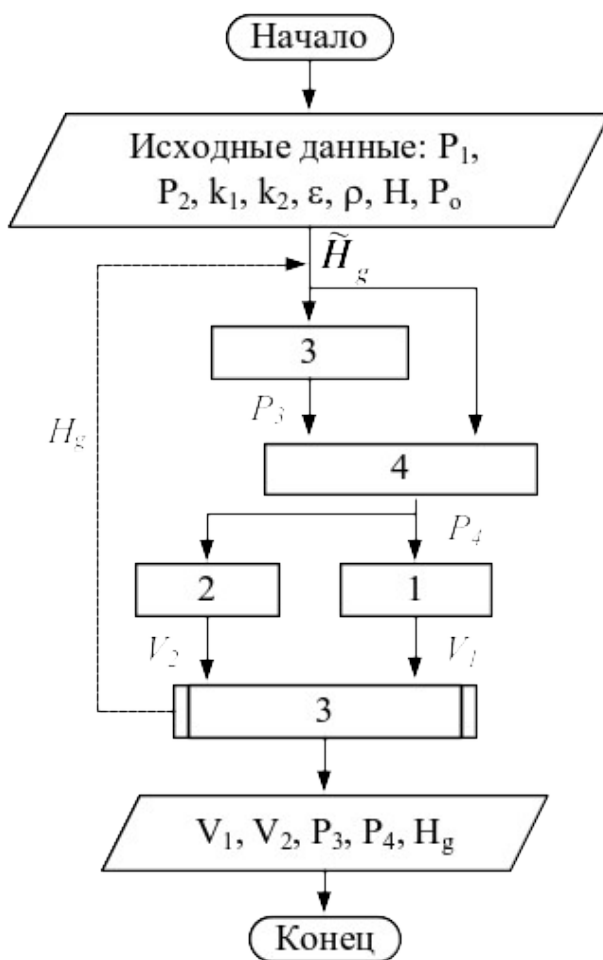 Начало
Исходные данные: P₁,
P₂, k₁, k₂, ε, ρ, H, Pₒ
H̃g
3
P₃
Hg
4
P₄
2 1
V₂ V₁
3
V₁, V₂, P₃, P₄, Hg
Конец